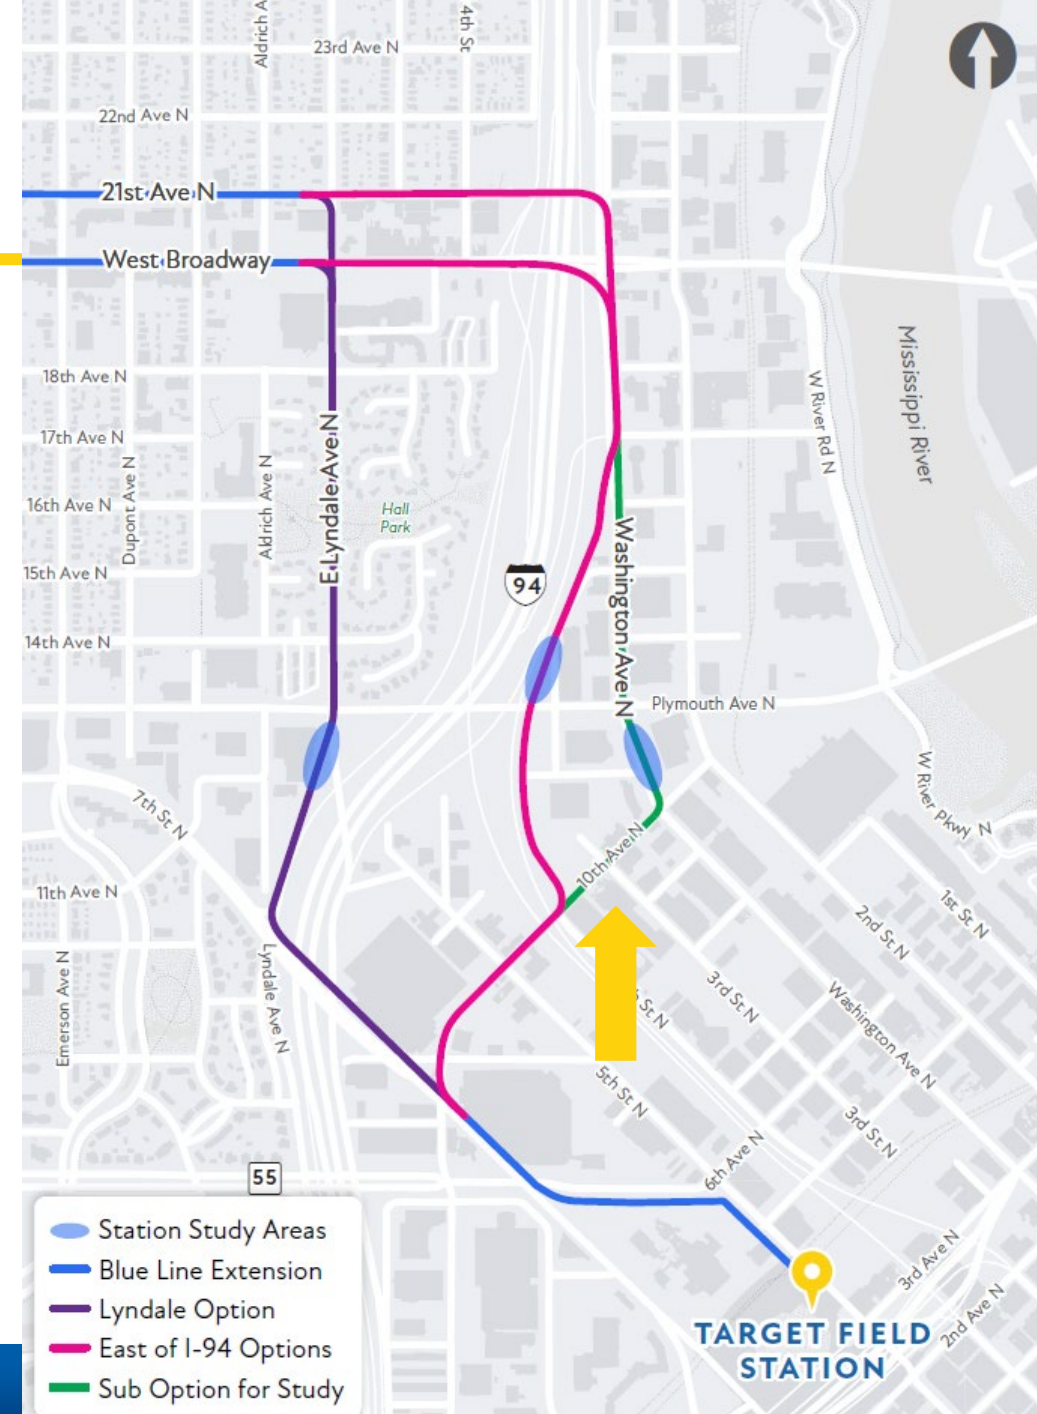 Aldrich A
4th St
23rd Ave N
22nd Ave N
21st Ave N
West Broadway
18th Ave N
17th Ave N
16th Ave N
15th Ave N
14th Ave N
Dupont Ave N
Aldrich Ave N
E Lyndale Ave N
Hall
Park
94
Washington Ave N
W River Rd N
Mississippi River
Plymouth Ave N
W River Pkwy N
7th St N
10th Ave N
11th Ave N
Emerson Ave N
Lyndale Ave N
1st St N
2nd St N
3rd St N
Washington Ave N
h St N
5th St N
3rd St N
6th Ave N
55
3rd Ave N
2nd Ave N
TARGET FIELD
STATION
Station Study Areas
Blue Line Extension
Lyndale Option
East of I-94 Options
Sub Option for Study